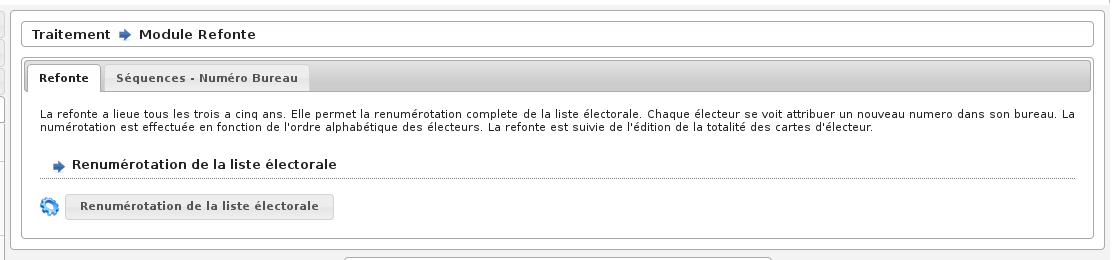 Traitement Module Refonte
Refonte Séquences - Numéro Bureau
La refonte a lieue tous les trois a cinq ans. Elle permet la renumérotation complete de la liste électorale. Chaque électeur se voit attribuer un nouveau numero dans son bureau. La
numérotation est effectuée en fonction de l'ordre alphabétique des électeurs. La refonte est suivie de l'édition de la totalité des cartes d'électeur.
Renumérotation de la liste électorale
Renumérotation de la liste électorale